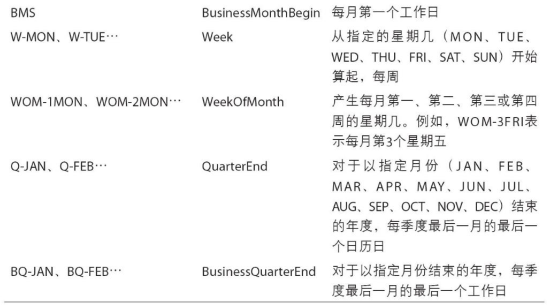 BMS BusinessMonthBegin 每月第一个工作日
W-MON、W-TUE… Week 从指定的星期几（MON、TUE、
WED、THU、FRI、SAT、SUN）开始
算起，每周
WOM-1MON、WOM-2MON… WeekOfMonth 产生每月第一、第二、第三或第四
周的星期几。例如，WOM-3FRI表
示每月第3个星期五
Q-JAN、Q-FEB… QuarterEnd 对于以指定月份（JAN、FEB、
MAR、APR、MAY、JUN、JUL、
AUG、SEP、OCT、NOV、DEC）结束
的年度，每季度最后一月的最后一
个日历日
BQ-JAN、BQ-FEB… BusinessQuarterEnd 对于以指定月份结束的年度，每季
度最后一月的最后一个工作日